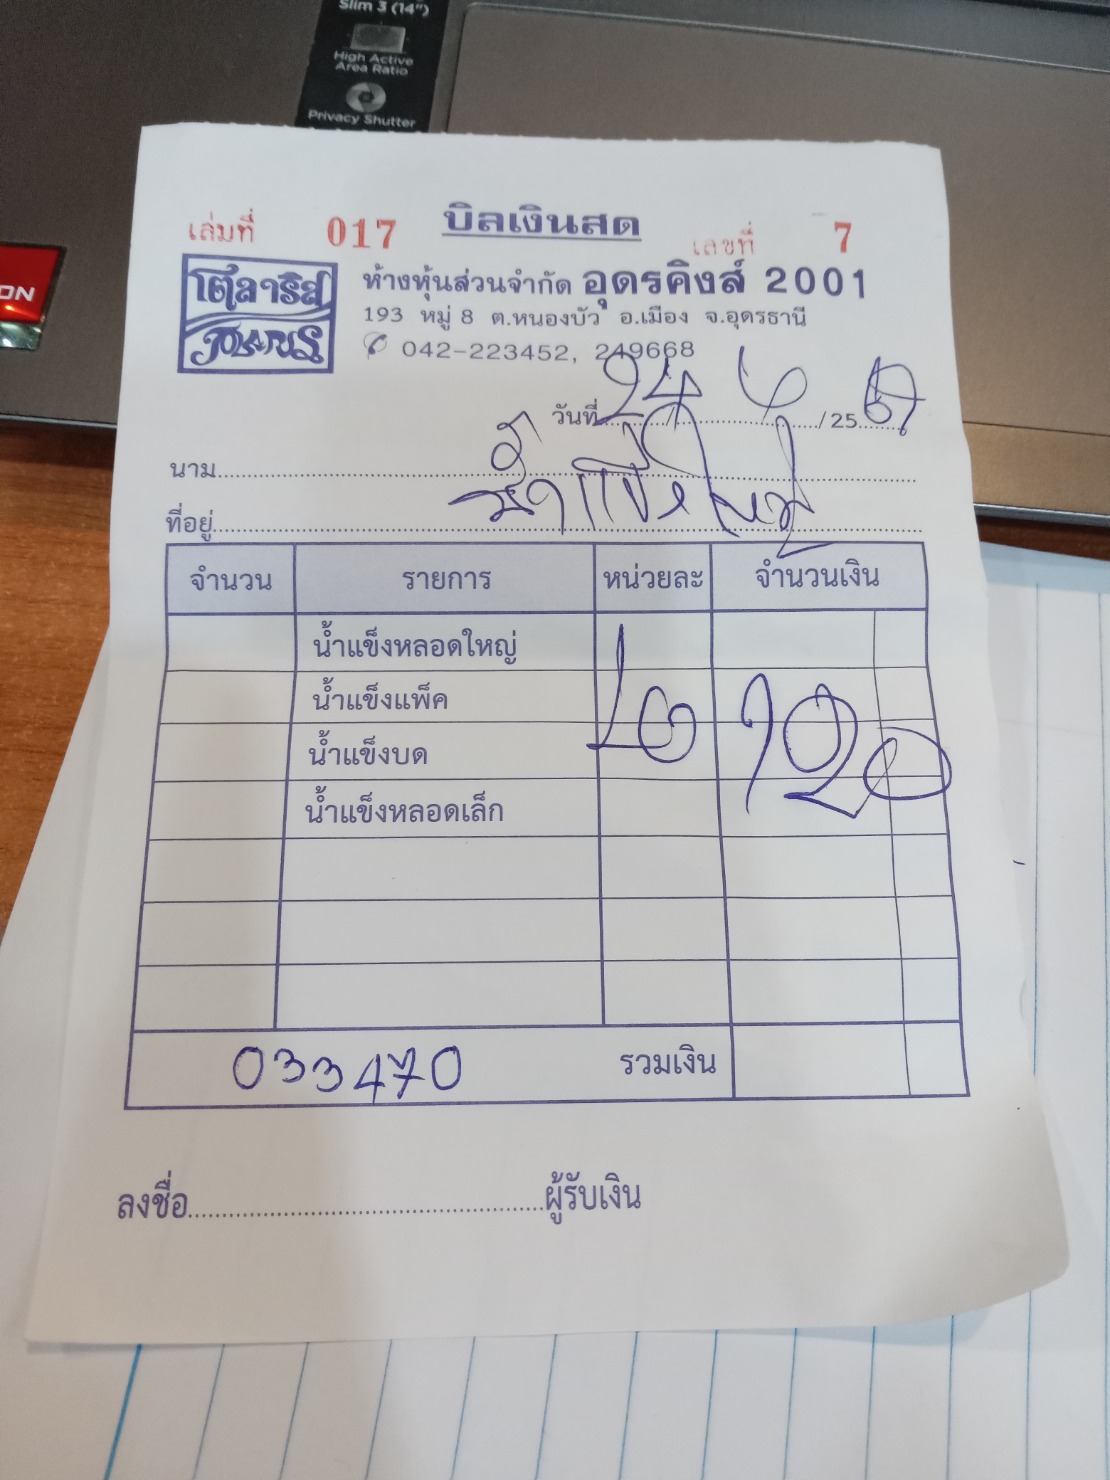 Slim 3 (14")
High Active
Area Ratio
Privacy Shutter
ON
เล่มที่ 017 บิลเงินสด เลขที่ 7
โต๊ลาริส
ห้างหุ้นส่วนจำกัด อุดรคิงส์ 2001
193 หมู่ 8 ต.หนองบัว อ.เมือง จ.อุดรธานี
042-223452, 249668
วันที่ 24 / 6 / 25 67
นาม
ที่อยู่
จำนวน รายการ หน่วยละ จำนวนเงิน
น้ำแข็งหลอดใหญ่
น้ำแข็งแพ็ค
น้ำแข็งบด
น้ำแข็งหลอดเล็ก
033470 รวมเงิน
ลงชื่อ ผู้รับเงิน